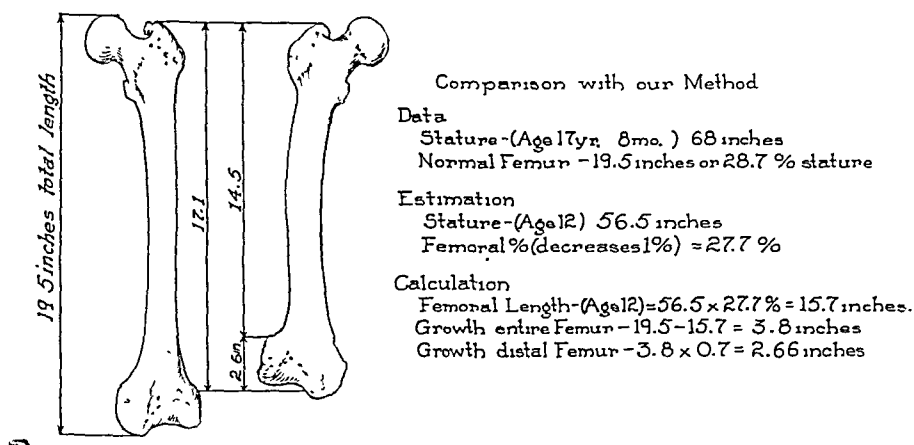 19.5 inches total length
17.1
14.5
2.6 in.
Comparison with our Method
Data
Stature-(Age 17yr. 8mo.) 68 inches
Normal Femur - 19.5 inches or 28.7 % stature
Estimation
Stature-(Age 12) 56.5 inches
Femoral % (decreases 1%) = 27.7 %
Calculation
Femoral Length-(Age 12)=56.5 x 27.7% = 15.7 inches.
Growth entire Femur - 19.5-15.7 = 3.8 inches
Growth distal Femur - 3.8 x 0.7 = 2.66 inches